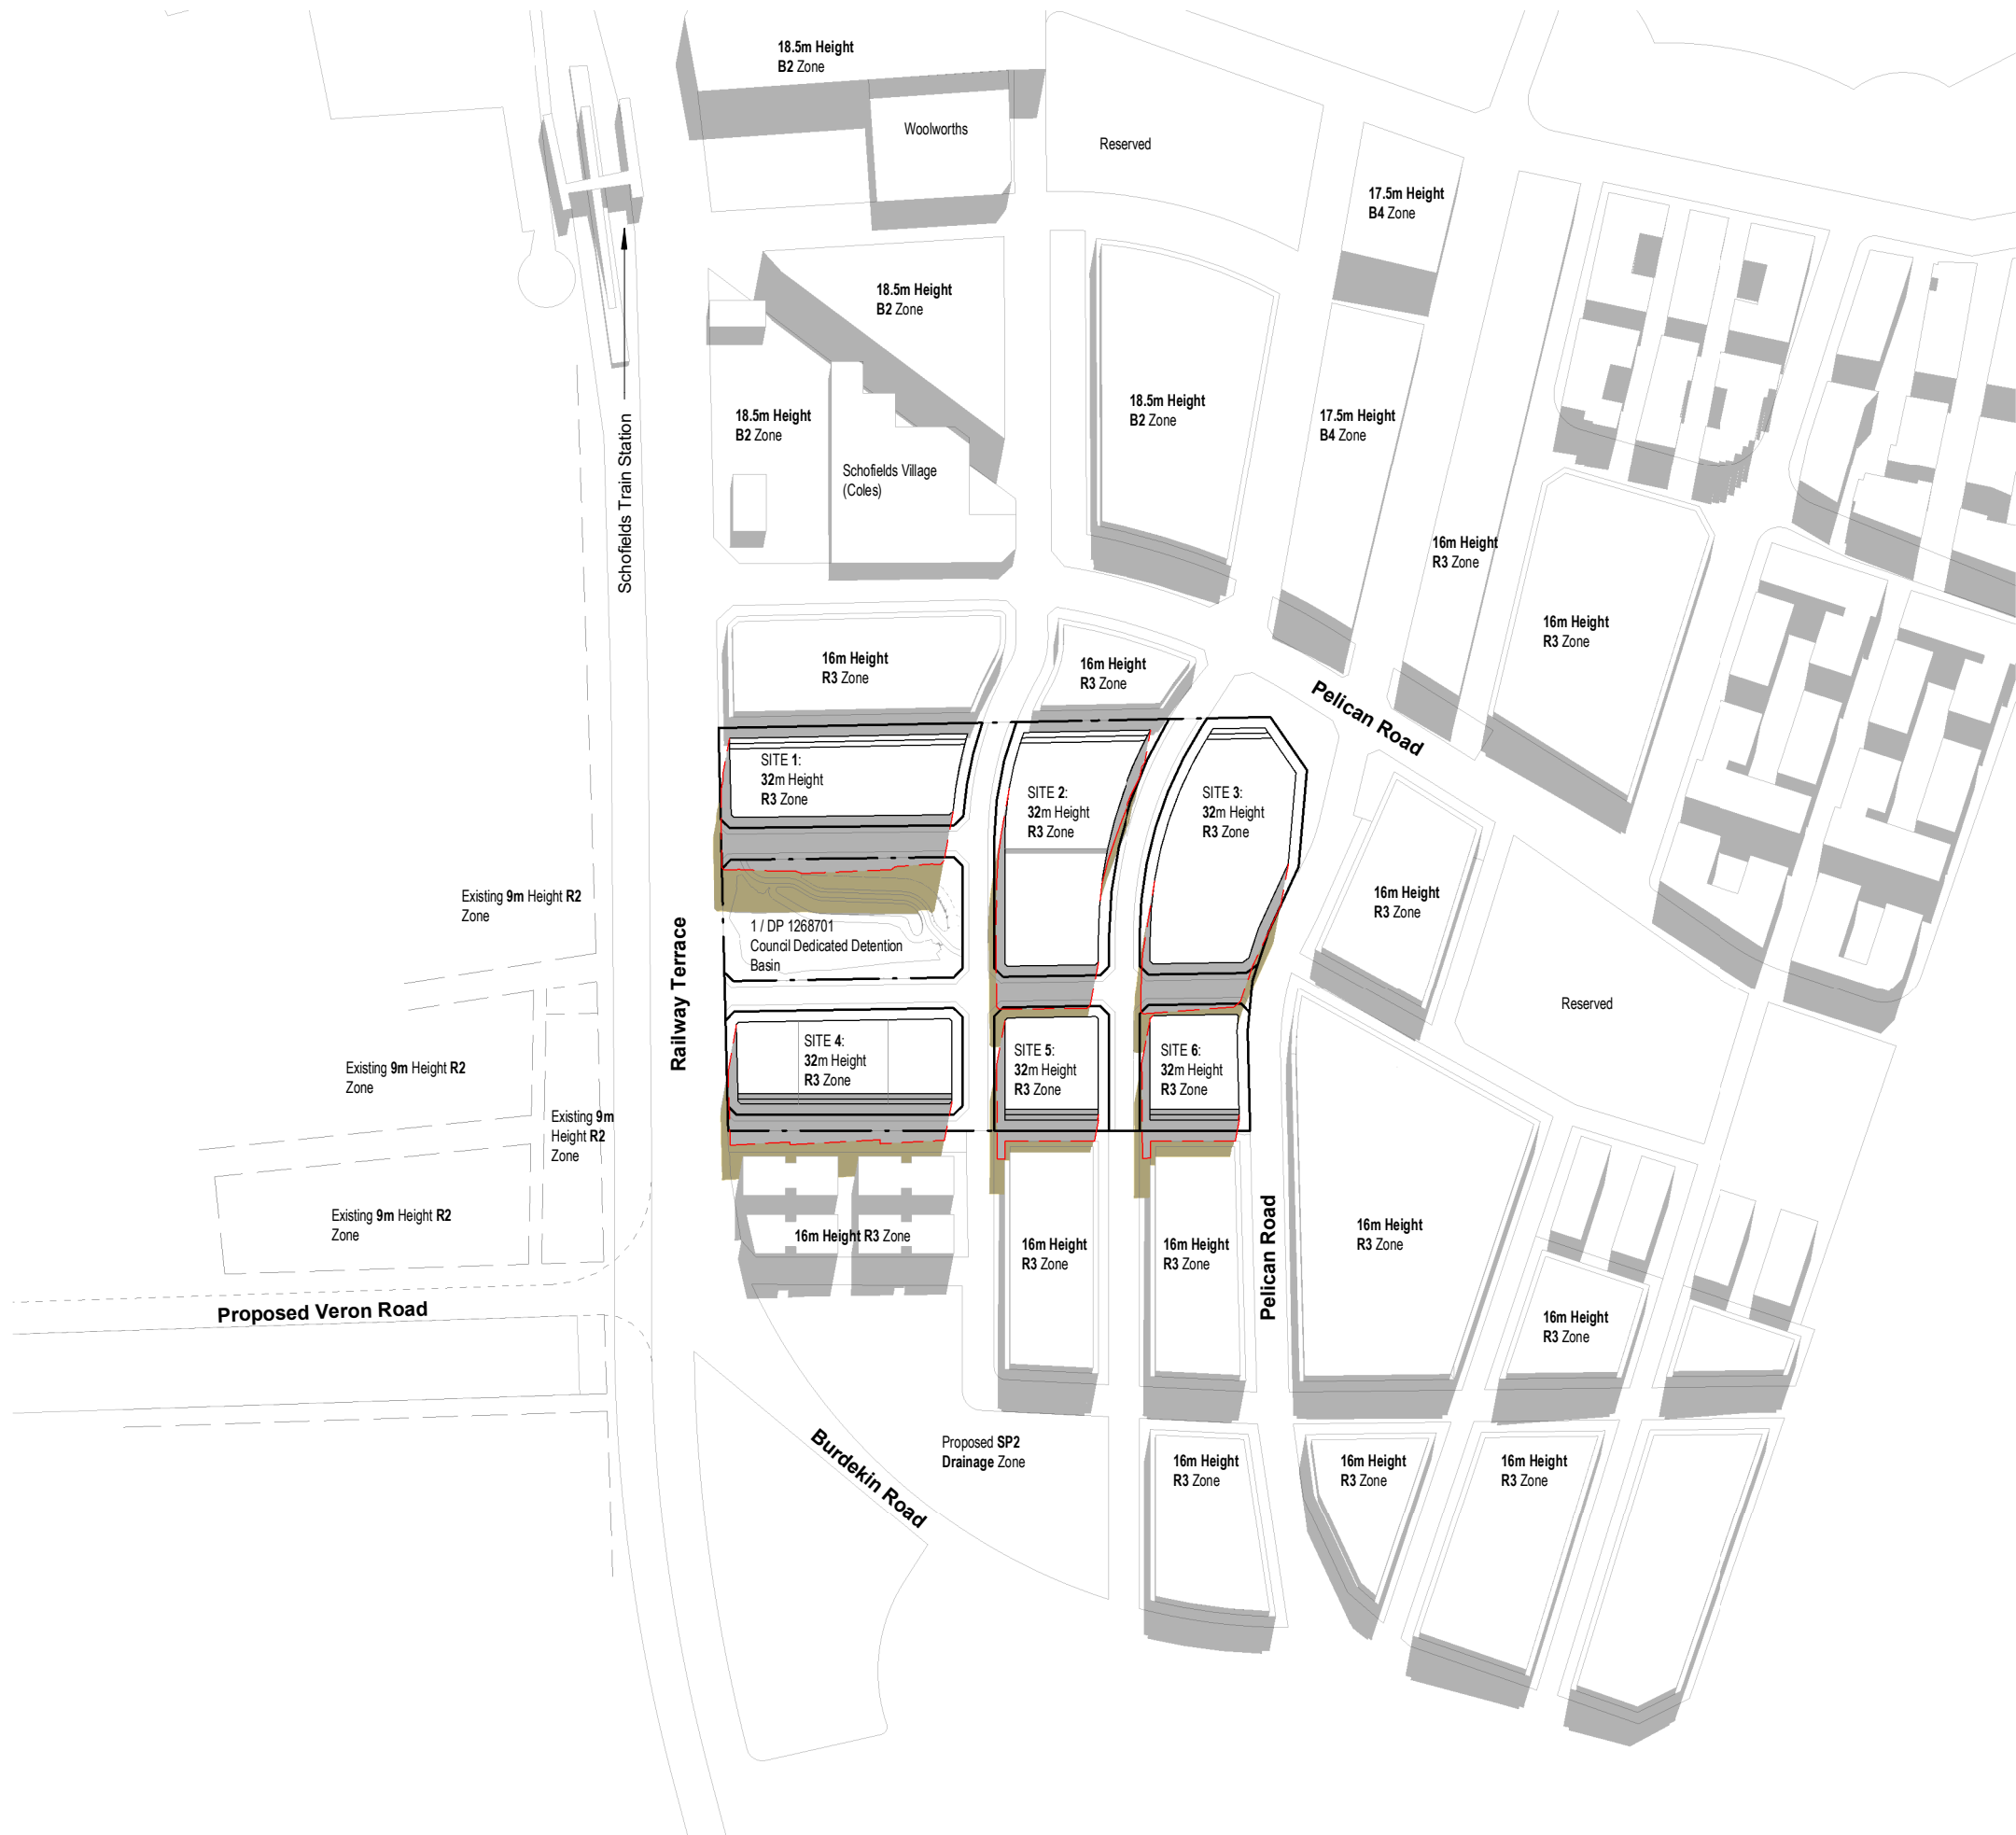 18.5m Height
B2 Zone
Woolworths
Reserved
17.5m Height
B4 Zone
18.5m Height
B2 Zone
18.5m Height
B2 Zone
18.5m Height
B2 Zone
17.5m Height
B4 Zone
Schofields Village
(Coles)
Schofields Train Station
16m Height
R3 Zone
16m Height
R3 Zone
16m Height
R3 Zone
16m Height
R3 Zone
Pelican Road
SITE 1:
32m Height
R3 Zone
SITE 2:
32m Height
R3 Zone
SITE 3:
32m Height
R3 Zone
16m Height
R3 Zone
Existing 9m Height R2
Zone
1 / DP 1268701
Council Dedicated Detention
Basin
Railway Terrace
Reserved
SITE 4:
32m Height
R3 Zone
SITE 5:
32m Height
R3 Zone
SITE 6:
32m Height
R3 Zone
Existing 9m Height R2
Zone
Existing 9m
Height R2
Zone
Existing 9m Height R2
Zone
16m Height R3 Zone
16m Height
R3 Zone
16m Height
R3 Zone
Pelican Road
16m Height
R3 Zone
Proposed Veron Road
16m Height
R3 Zone
Burdekin Road
Proposed SP2
Drainage Zone
16m Height
R3 Zone
16m Height
R3 Zone
16m Height
R3 Zone